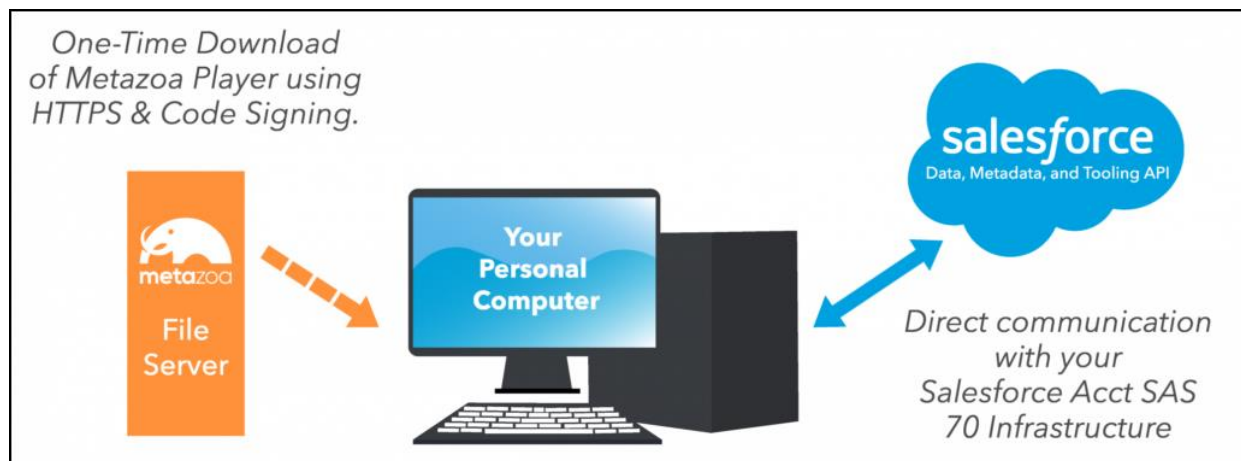 One-Time Download
of Metazoa Player using
HTTPS & Code Signing.
metazoa
File
Server
Your
Personal
Computer
salesforce
Data, Metadata, and Tooling API
Direct communication
with your
Salesforce Acct SAS
70 Infrastructure